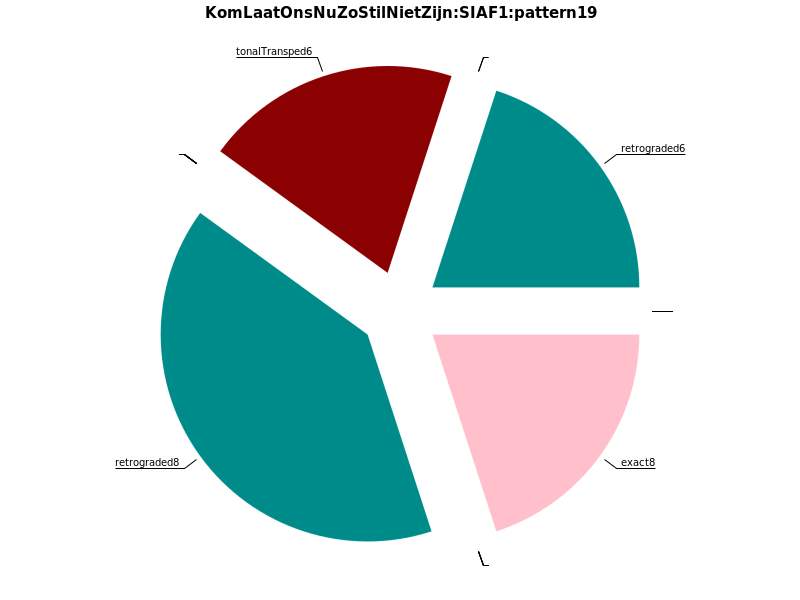 KomLaatOnsNuZoStilNietZijn:SIAF1:pattern19
tonalTransped6
retrograded6
retrograded8
exact8